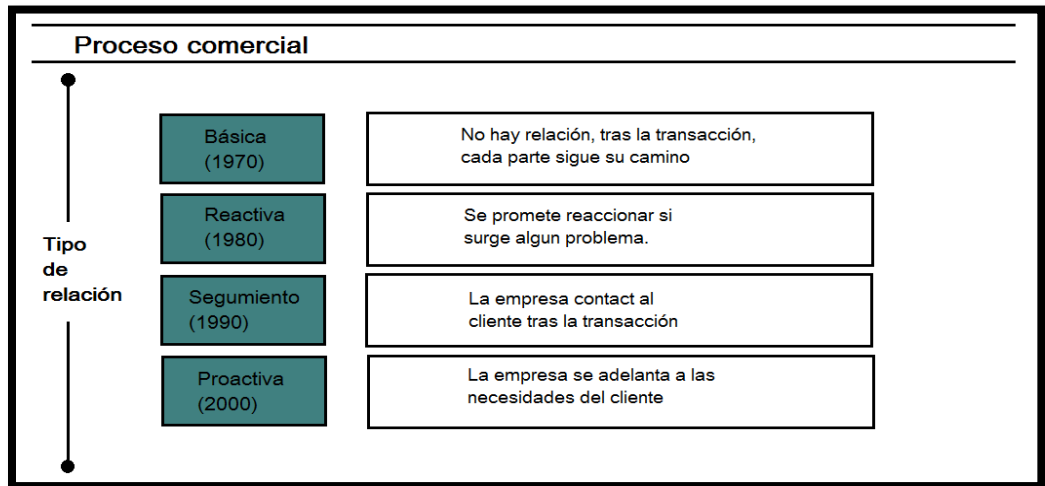 Proceso comercial
Tipo
de
relación
Básica
(1970)
No hay relación, tras la transacción,
cada parte sigue su camino
Reactiva
(1980)
Se promete reaccionar si
surge algun problema.
Segumiento
(1990)
La empresa contact al
cliente tras la transacción
Proactiva
(2000)
La empresa se adelanta a las
necesidades del cliente